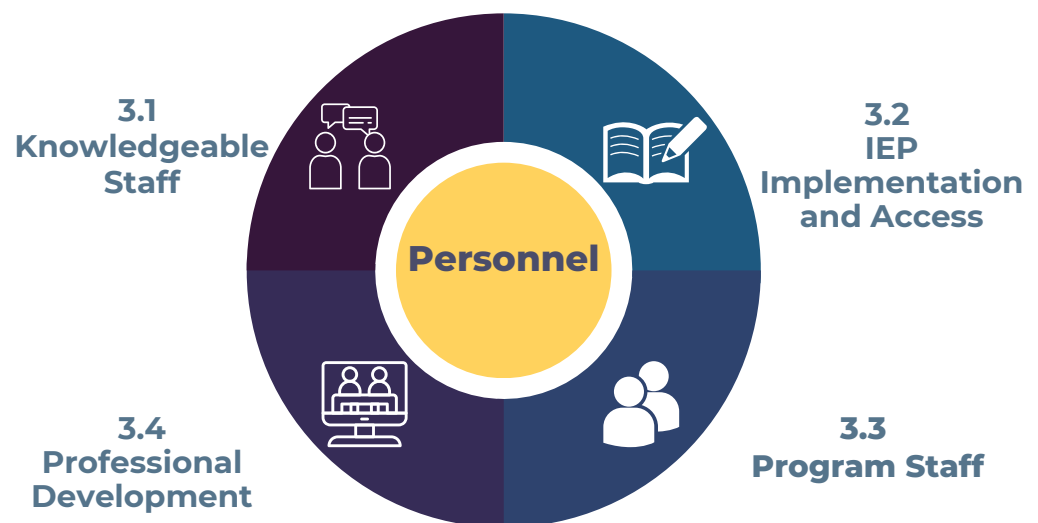 3.1
Knowledgeable
Staff
3.2
IEP
Implementation
and Access
Personnel
3.4
Professional
Development
3.3
Program Staff